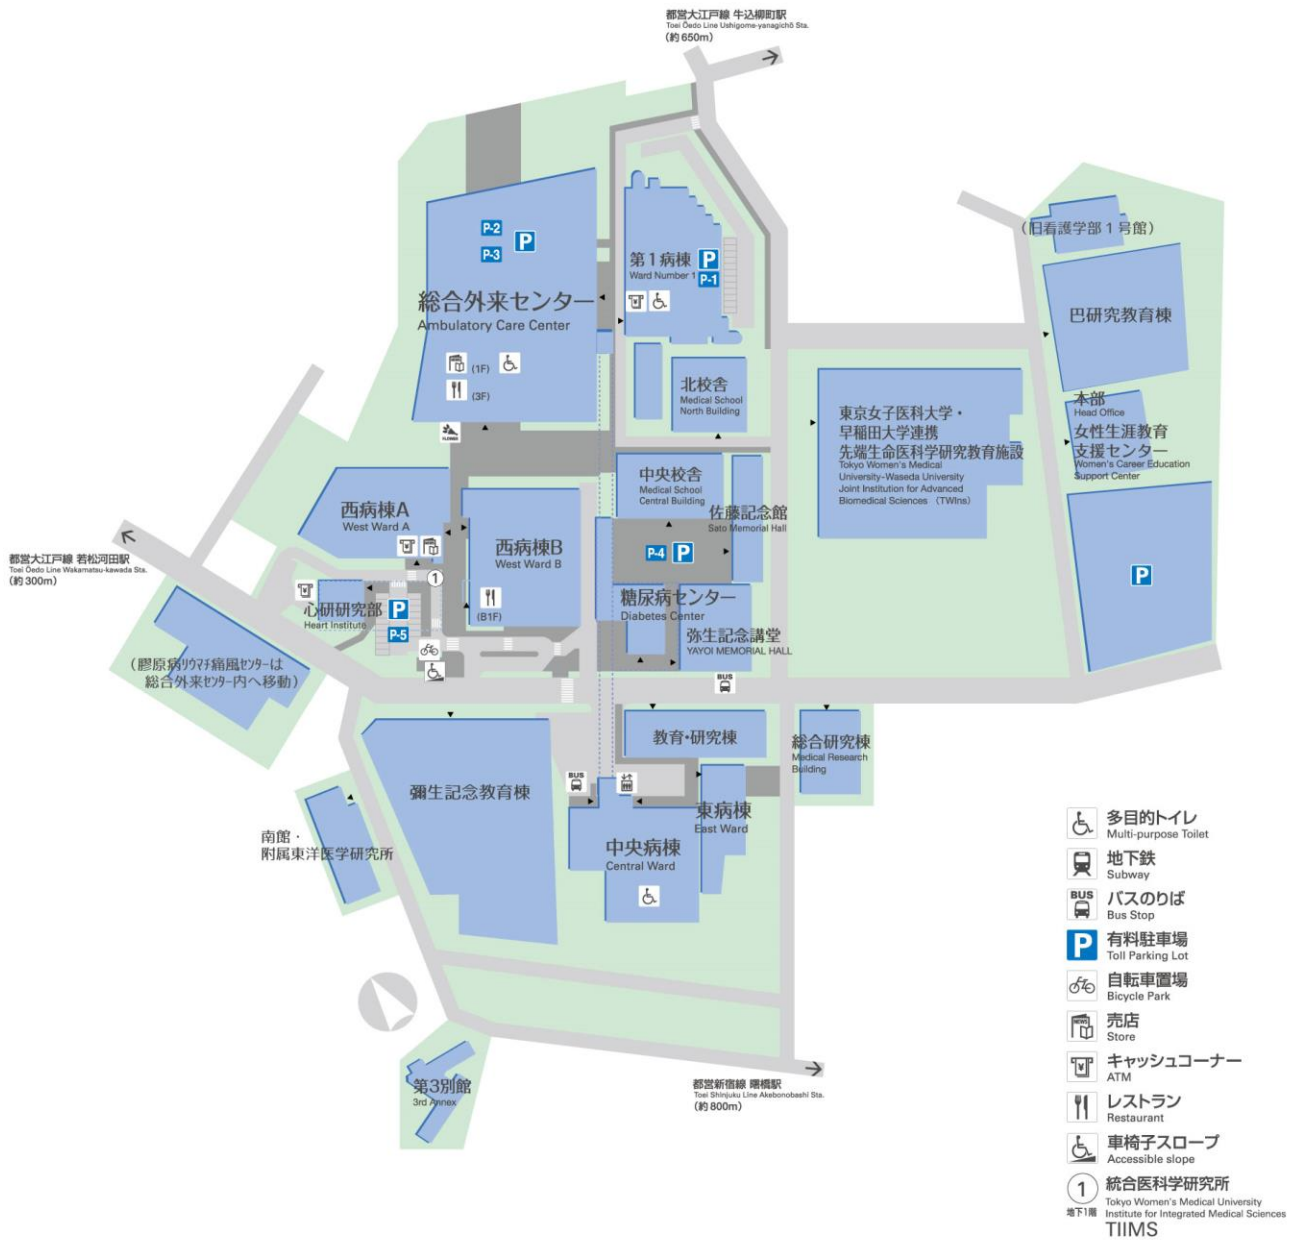 都営大江戸線 牛込柳町駅
Toei Ōedo Line Ushigome-yanagichō Sta.
(約650m)
(旧看護学部1号館)
P-2
P
P-3
第1病棟
Ward Number 1
P
P-1
総合外来センター
Ambulatory Care Center
巴研究教育棟
(1F)
(3F)
北校舎
Medical School
North Building
本部
Head Office
女性生涯教育
支援センター
Women's Career Education
Support Center
東京女子医科大学・
早稲田大学連携
先端生命医科学研究教育施設
Tokyo Women's Medical
University-Waseda University
Joint Institution for Advanced
Biomedical Sciences (TWIns)
中央校舎
Medical School
Central Building
西病棟A
West Ward A
佐藤記念館
Sato Memorial Hall
西病棟B
West Ward B
P-4
P
都営大江戸線 若松河田駅
Toei Ōedo Line Wakamatsu-kawada Sta.
(約300m)
1
P
心研研究部
Heart Institute
P
P-5
(B1F)
糖尿病センター
Diabetes Center
弥生記念講堂
YAYOI MEMORIAL HALL
(膠原病リウマチ痛風センターは
総合外来センター内へ移動)
BUS
教育・研究棟
総合研究棟
Medical Research
Building
BUS
彌生記念教育棟
東病棟
East Ward
南館・
附属東洋医学研究所
中央病棟
Central Ward
第3別館
3rd Annex
都営新宿線 曙橋駅
Toei Shinjuku Line Akebonobashi Sta.
(約800m)
多目的トイレ
Multi-purpose Toilet
地下鉄
Subway
BUS
バスのりば
Bus Stop
P
有料駐車場
Toll Parking Lot
自転車置場
Bicycle Park
NEWS
売店
Store
¥
キャッシュコーナー
ATM
レストラン
Restaurant
車椅子スロープ
Accessible slope
1
地下1階
統合医科学研究所
Tokyo Women's Medical University
Institute for Integrated Medical Sciences
TIIMS